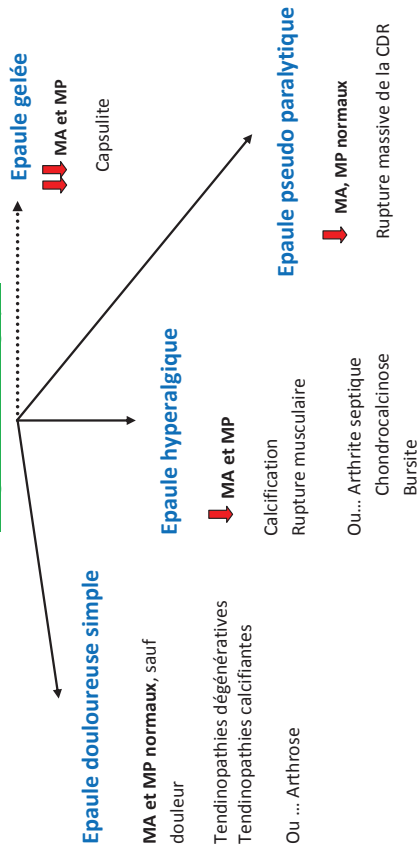 Epaule douloureuse simple
MA et MP normaux, sauf
douleur
Tendinopathies dégénératives
Tendinopathies calcifiantes
Ou ... Arthrose
Epaule hyperalgique
MA et MP
Calcification
Rupture musculaire
Ou... Arthrite septique
Chondrocalcinose
Bursite
Epaule pseudo paralytique
MA, MP normaux
Rupture massive de la CDR
Epaule gelée
MA et MP
Capsulite